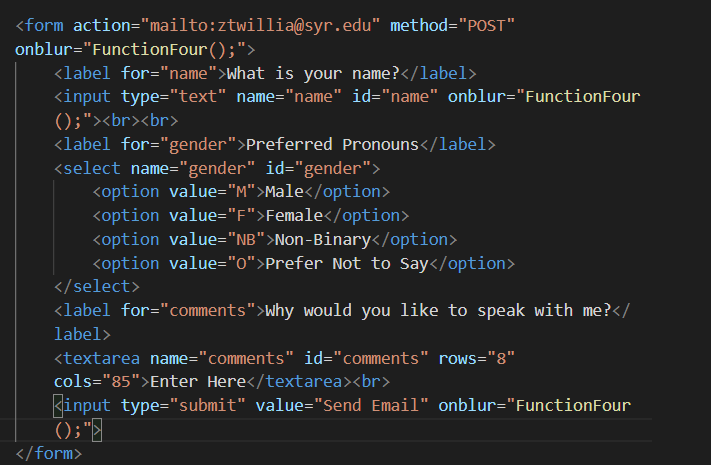 <form action="mailto:ztwillia@syr.edu" method="POST"
onblur="FunctionFour();">
<label for="name">What is your name?</label>
<input type="text" name="name" id="name" onblur="FunctionFour
();"><br><br>
<label for="gender">Preferred Pronouns</label>
<select name="gender" id="gender">
<option value="M">Male</option>
<option value="F">Female</option>
<option value="NB">Non-Binary</option>
<option value="O">Prefer Not to Say</option>
</select>
<label for="comments">Why would you like to speak with me?</
label>
<textarea name="comments" id="comments" rows="8"
cols="85">Enter Here</textarea><br>
<input type="submit" value="Send Email" onblur="FunctionFour
();">
</form>